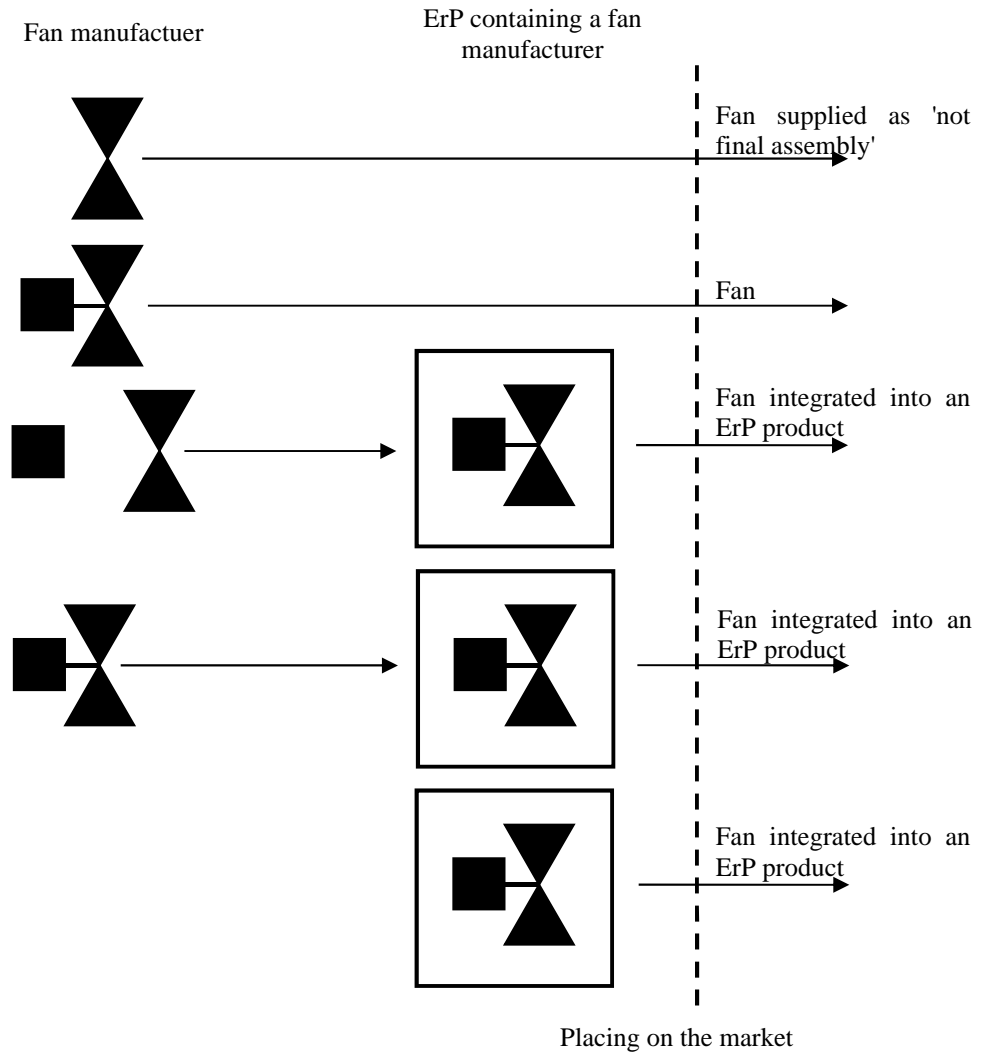 Fan manufactuer
ErP containing a fan
manufacturer
Fan supplied as 'not
final assembly'
Fan
Fan integrated into an
ErP product
Fan integrated into an
ErP product
Fan integrated into an
ErP product
Placing on the market